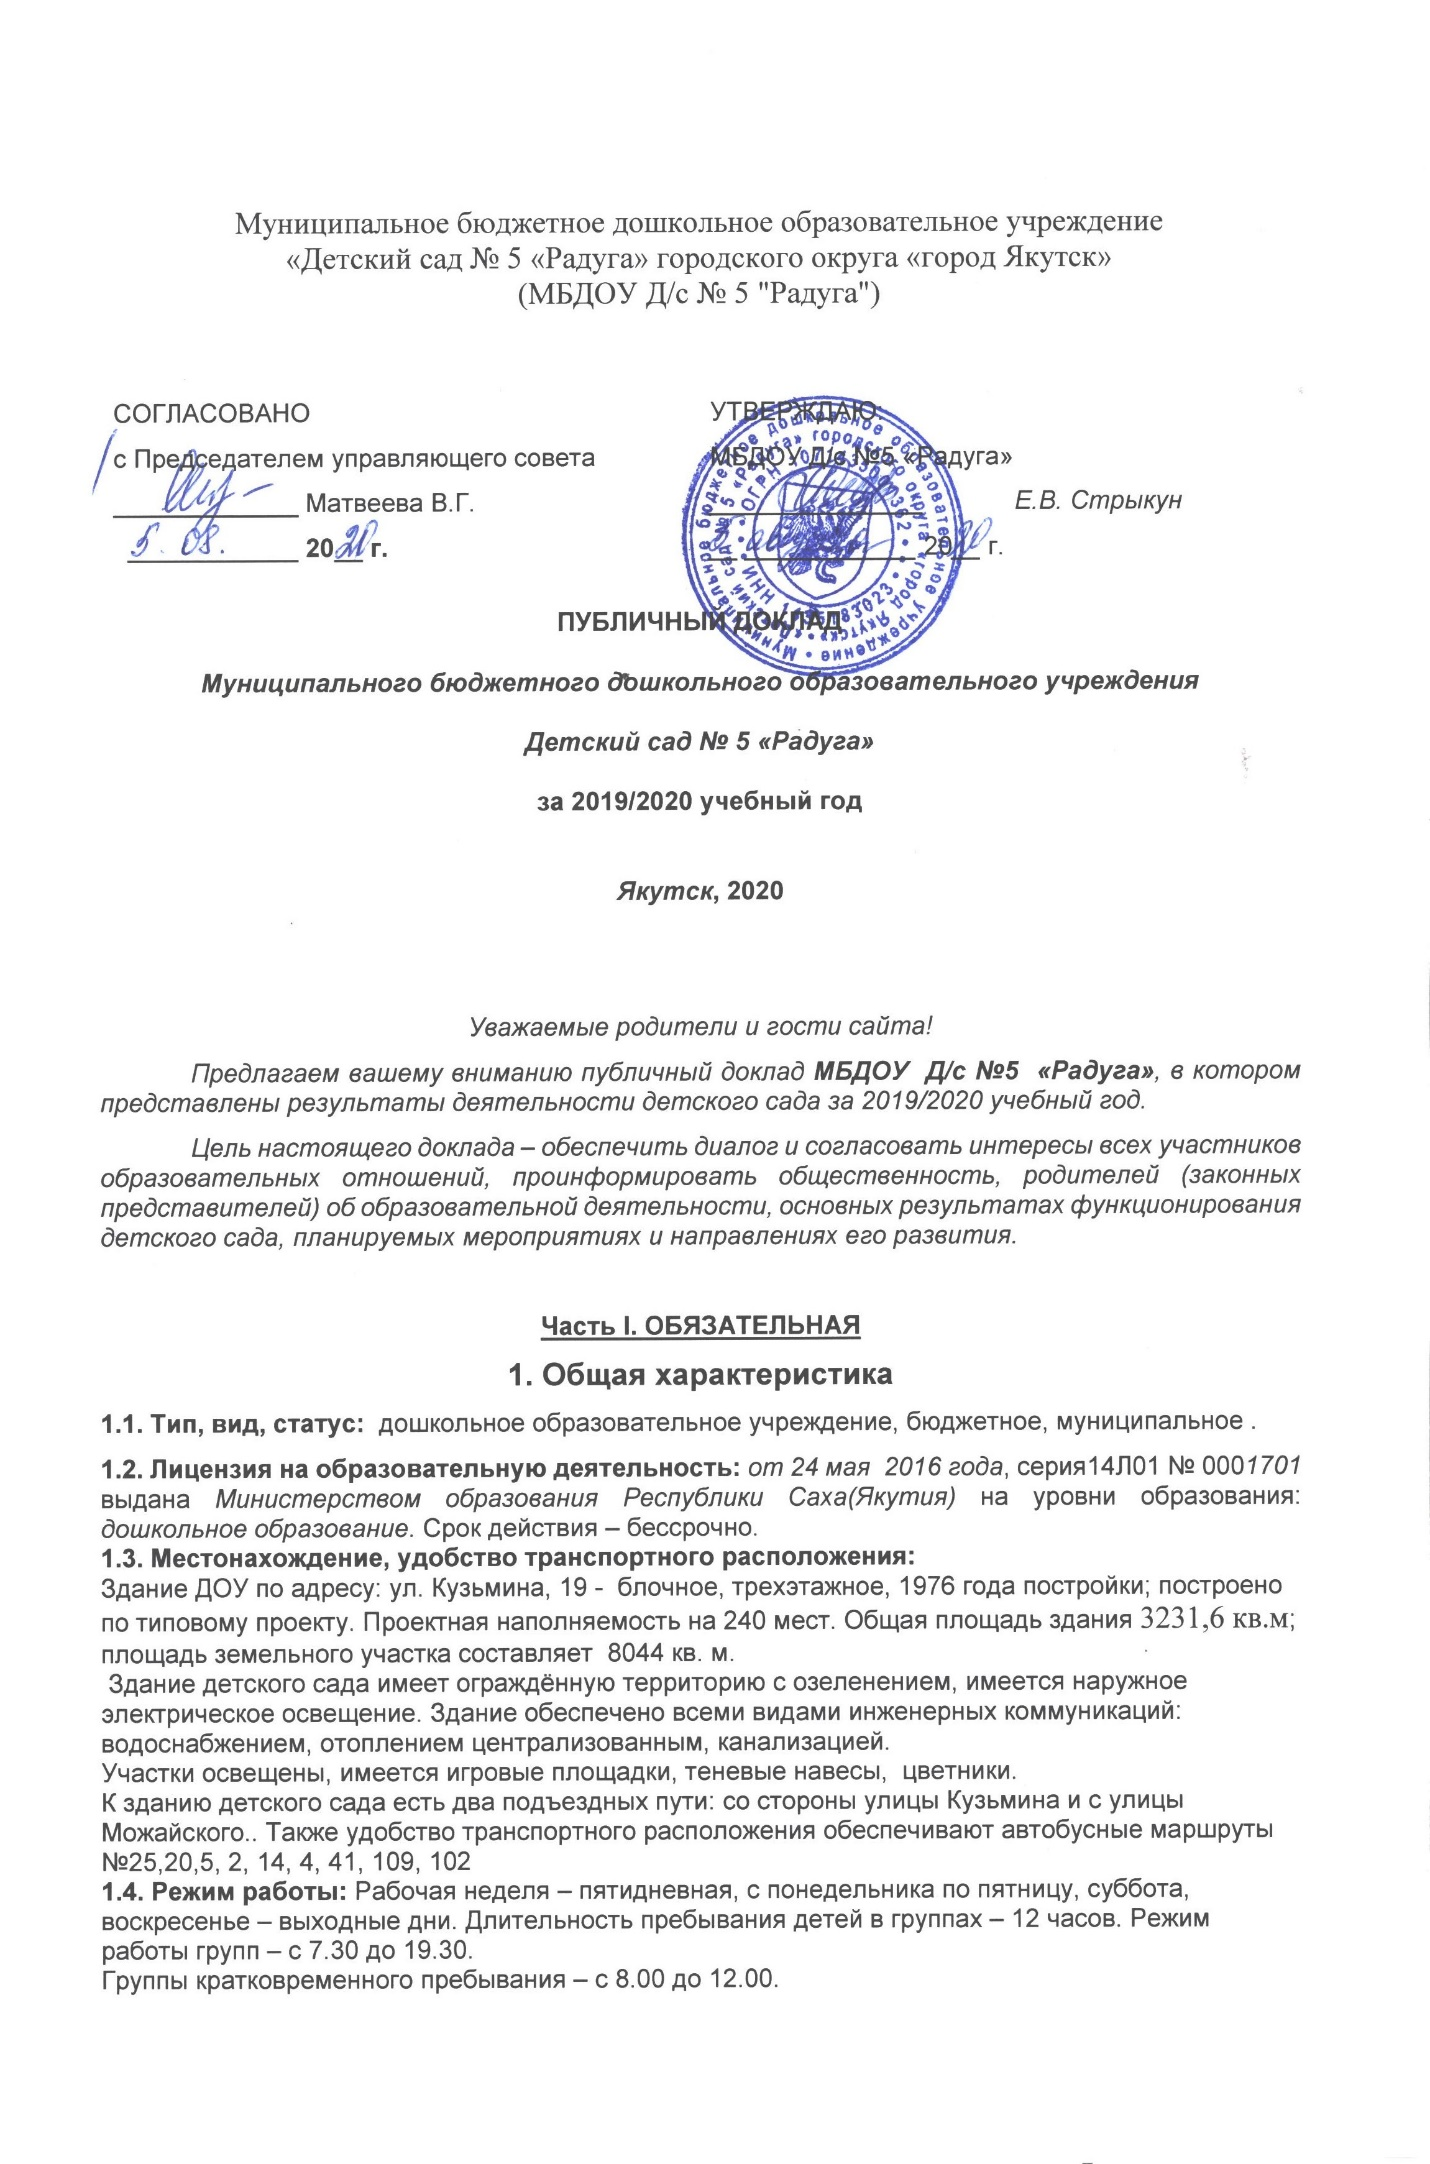 Муниципальное бюджетное дошкольное образовательное учреждение
«Детский сад № 5 «Радуга» городского округа «город Якутск»
(МБДОУ Д/с № 5 "Радуга")
СОГЛАСОВАНО
с Председателем управляющего совета
Матвеева В.Г.
5. 08. 2020 г.
УТВЕРЖДАЮ:
МБДОУ Д/с №5 «Радуга»
Е.В. Стрыкун
5 августа 2020 г.
ПУБЛИЧНЫЙ ДОКЛАД
Муниципального бюджетного дошкольного образовательного учреждения
Детский сад № 5 «Радуга»
за 2019/2020 учебный год
Якутск, 2020
Уважаемые родители и гости сайта!
Предлагаем вашему вниманию публичный доклад МБДОУ Д/с №5 «Радуга», в котором
представлены результаты деятельности детского сада за 2019/2020 учебный год.
Цель настоящего доклада – обеспечить диалог и согласовать интересы всех участников
образовательных отношений, проинформировать общественность, родителей (законных
представителей) об образовательной деятельности, основных результатах функционирования
детского сада, планируемых мероприятиях и направлениях его развития.
Часть I. ОБЯЗАТЕЛЬНАЯ
1. Общая характеристика
1.1. Тип, вид, статус: дошкольное образовательное учреждение, бюджетное, муниципальное .
1.2. Лицензия на образовательную деятельность: от 24 мая 2016 года, серия14Л01 № 0001701
выдана Министерством образования Республики Саха(Якутия) на уровни образования:
дошкольное образование. Срок действия – бессрочно.
1.3. Местонахождение, удобство транспортного расположения:
Здание ДОУ по адресу: ул. Кузьмина, 19 - блочное, трехэтажное, 1976 года постройки; построено
по типовому проекту. Проектная наполняемость на 240 мест. Общая площадь здания 3231,6 кв.м;
площадь земельного участка составляет 8044 кв. м.
Здание детского сада имеет ограждённую территорию с озеленением, имеется наружное
электрическое освещение. Здание обеспечено всеми видами инженерных коммуникаций:
водоснабжением, отоплением централизованным, канализацией.
Участки освещены, имеется игровые площадки, теневые навесы, цветники.
К зданию детского сада есть два подъездных пути: со стороны улицы Кузьмина и с улицы
Можайского.. Также удобство транспортного расположения обеспечивают автобусные маршруты
№25,20,5, 2, 14, 4, 41, 109, 102
1.4. Режим работы: Рабочая неделя – пятидневная, с понедельника по пятницу, суббота,
воскресенье – выходные дни. Длительность пребывания детей в группах – 12 часов. Режим
работы групп – с 7.30 до 19.30.
Группы кратковременного пребывания – с 8.00 до 12.00.